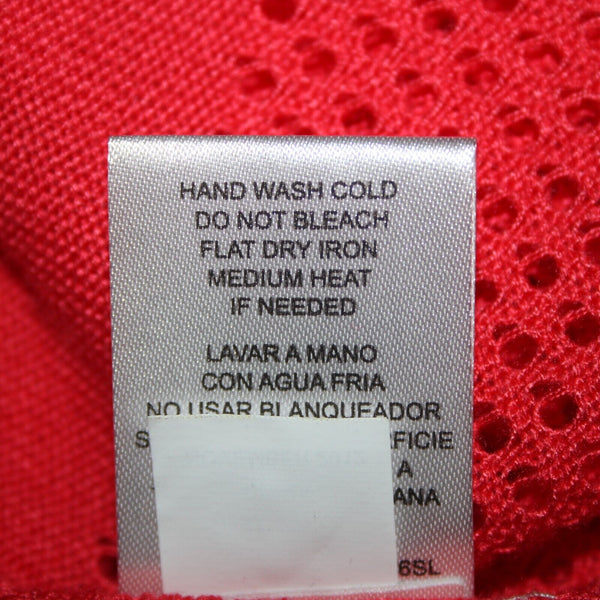 HAND WASH COLD
DO NOT BLEACH
FLAT DRY IRON
MEDIUM HEAT
IF NEEDED
LAVAR A MANO
CON AGUA FRIA
NO USAR BLANQUEADOR
A